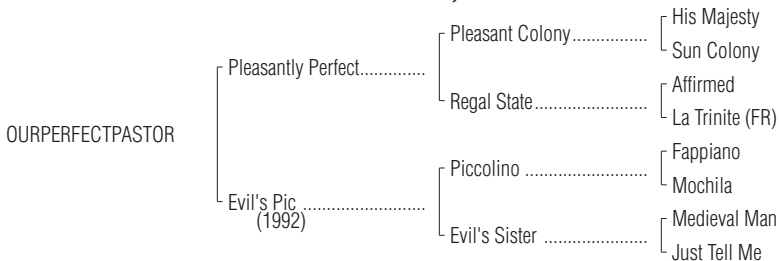 His Majesty
Pleasant Colony..................
Sun Colony
Pleasantly Perfect..............
Affirmed
Regal State...........................
La Trinite (FR)
OURPERFECTPASTOR
Fappiano
Piccolino .............................
Mochila
Evil's Pic .............................
(1992)
Medieval Man
Evil's Sister .........................
Just Tell Me